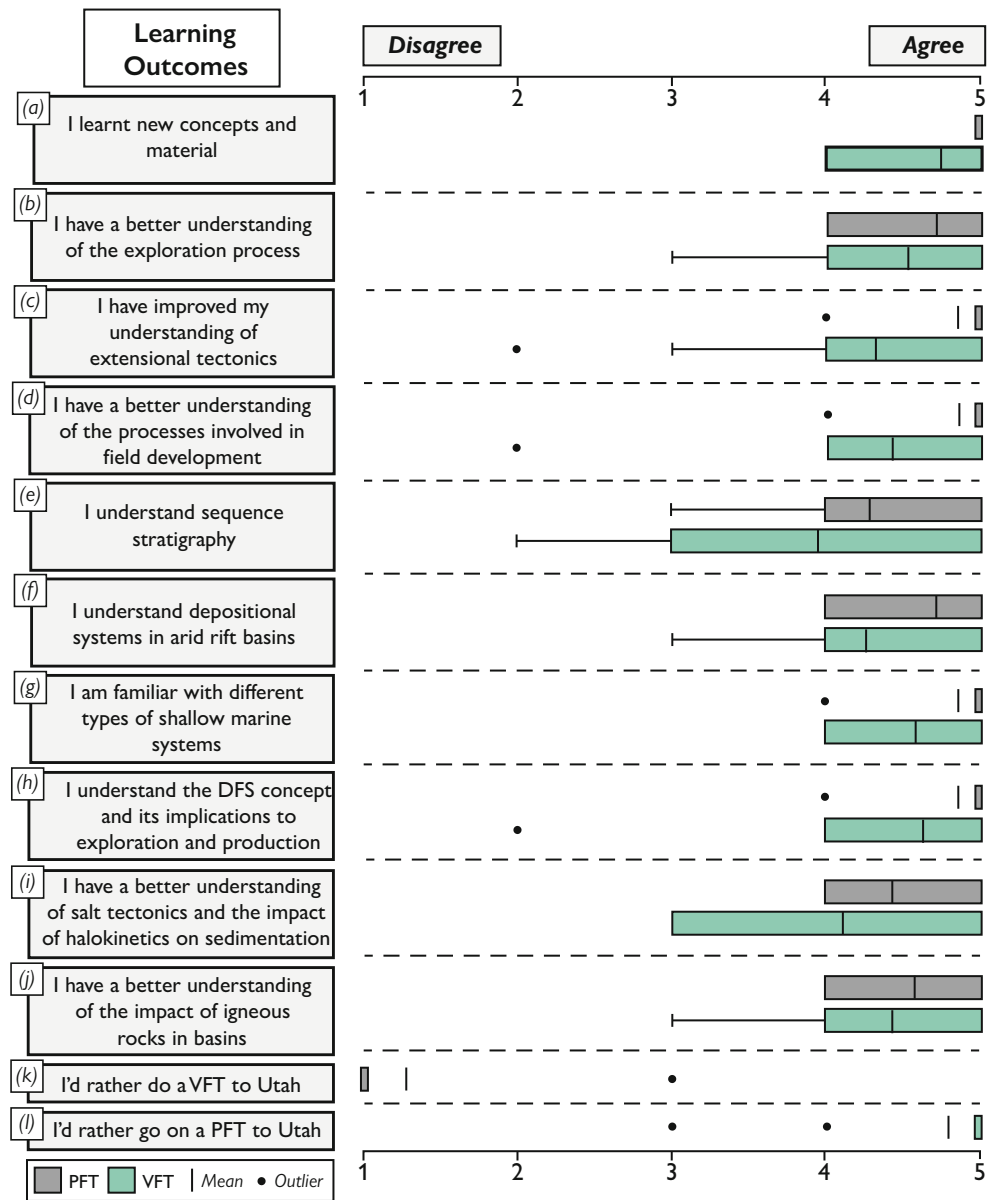 Learning
Outcomes
Disagree
Agree
1 2 3 4 5
(a)
I learnt new concepts and
material
(b)
I have a better understanding
of the exploration process
(c)
I have improved my
understanding of
extensional tectonics
(d)
I have a better understanding
of the processes involved in
field development
(e)
I understand sequence
stratigraphy
(f)
I understand depositional
systems in arid rift basins
(g)
I am familiar with different
types of shallow marine
systems
(h)
I understand the DFS concept
and its implications to
exploration and production
(i)
I have a better understanding
of salt tectonics and the impact
of halokinetics on sedimentation
(j)
I have a better understanding
of the impact of igneous
rocks in basins
(k)
I'd rather do a VFT to Utah
(l)
I'd rather go on a PFT to Utah
PFT VFT Mean Outlier
1 2 3 4 5